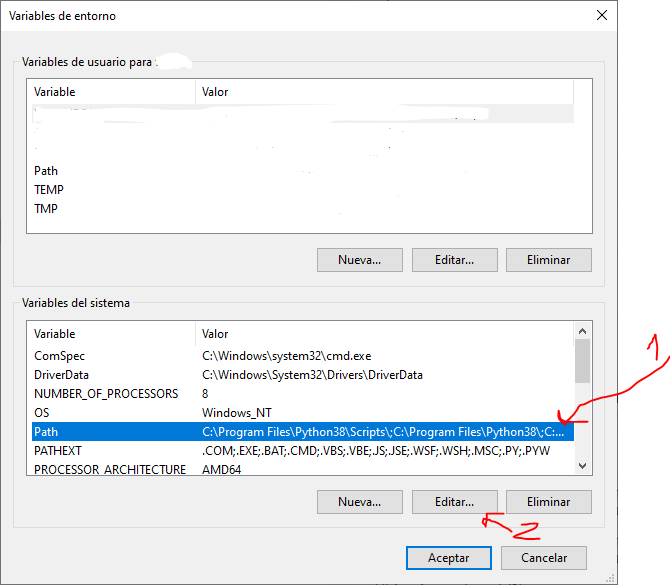 Variables de entorno
Variables de usuario para
Variable Valor
Path
TEMP
TMP
Nueva... Editar... Eliminar
Variables del sistema
Variable Valor
ComSpec C:\Windows\system32\cmd.exe
DriverData C:\Windows\System32\Drivers\DriverData
NUMBER_OF_PROCESSORS 8
OS Windows_NT
Path C:\Program Files\Python38\Scripts\;C:\Program Files\Python38\;C:...
PATHEXT .COM;.EXE;.BAT;.CMD;.VBS;.VBE;.JS;.JSE;.WSF;.WSH;.MSC;.PY;.PYW
PROCESSOR_ARCHITECTURE AMD64
1
Nueva... Editar... Eliminar
2
Aceptar Cancelar